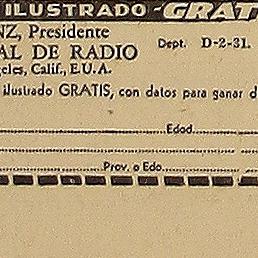 ILUSTRADO-GRAT
NZ, Presidente
AL DE RADIO Dept. D-2-31.
eles, Calif., E.U.A.
ilustrado GRATIS, con datos para ganar d
Edad
Prov. o Edo.